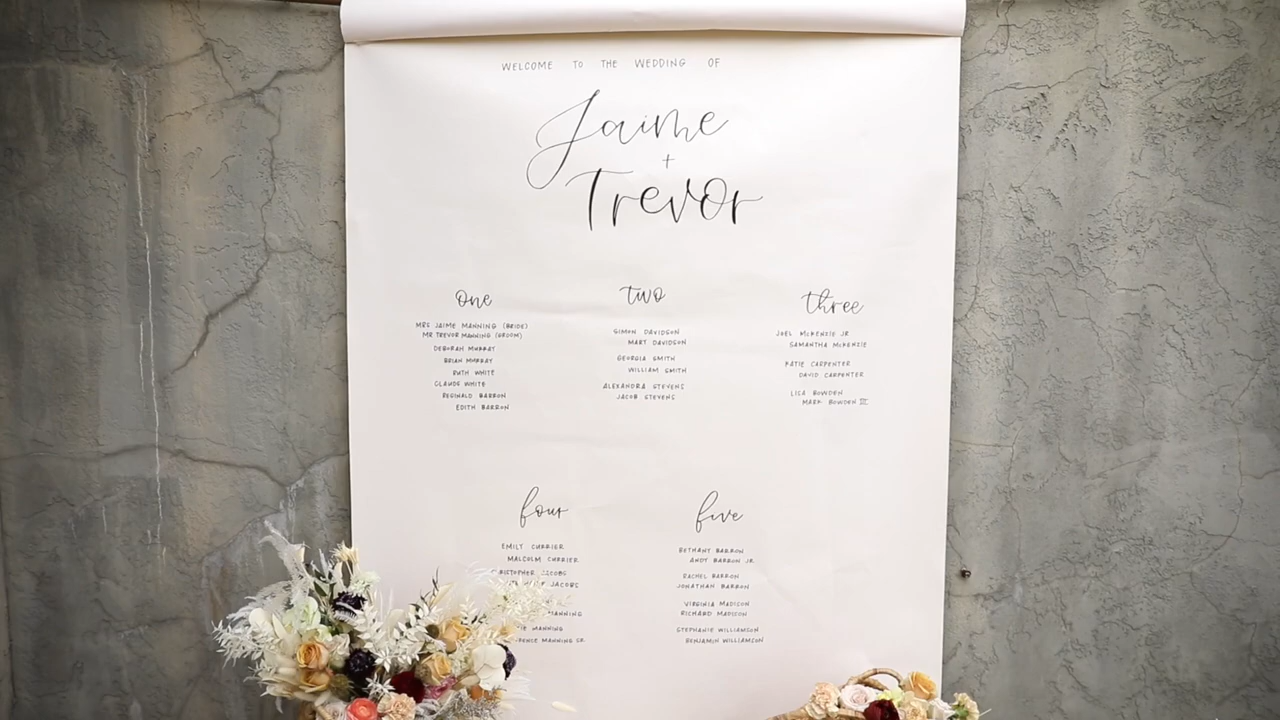 WELCOME TO THE WEDDING OF
Jaime
+
Trevor
one
MRS JAIME MANNING (BRIDE)
MR TREVOR MANNING (GROOM)
DEBORAH MURRAY
BRIAN MURRAY
RUTH WHITE
CLAUDE WHITE
REGINALD BARRON
EDITH BARRON
two
SIMON DAVIDSON
MART DAVIDSON
GEORGIA SMITH
WILLIAM SMITH
ALEXANDRA STEVENS
JACOB STEVENS
three
JOEL McKENZIE JR
SAMANTHA McKENZIE
KATIE CARPENTER
DAVID CARPENTER
LISA BOWDEN
MARK BOWDEN III
four
EMILY CURRIER
MALCOLM CURRIER
JACOBS
JACOBS
MANNING
MANNING
MANNING SR.
five
BETHANY BARRON
ANDY BARRON JR.
RACHEL BARRON
JONATHAN BARRON
VIRGINIA MADISON
RICHARD MADISON
STEPHANIE WILLIAMSON
BENJAMIN WILLIAMSON